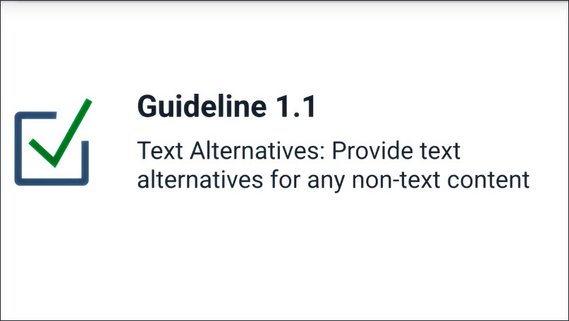 Guideline 1.1
Text Alternatives: Provide text
alternatives for any non-text content